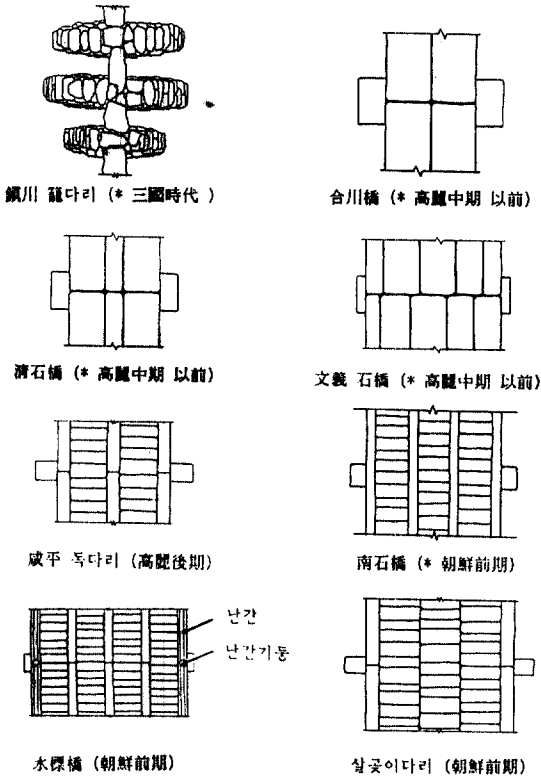 鎭川 籠다리 (* 三國時代 )
合川橋 (* 高麗中期 以前)
淸石橋 (* 高麗中期 以前)
文義 石橋 (* 高麗中期 以前)
咸平 독다리 (高麗後期)
南石橋 (* 朝鮮前期)
난간
난간기둥
水標橋 (朝鮮前期)
살곶이다리 (朝鮮前期)